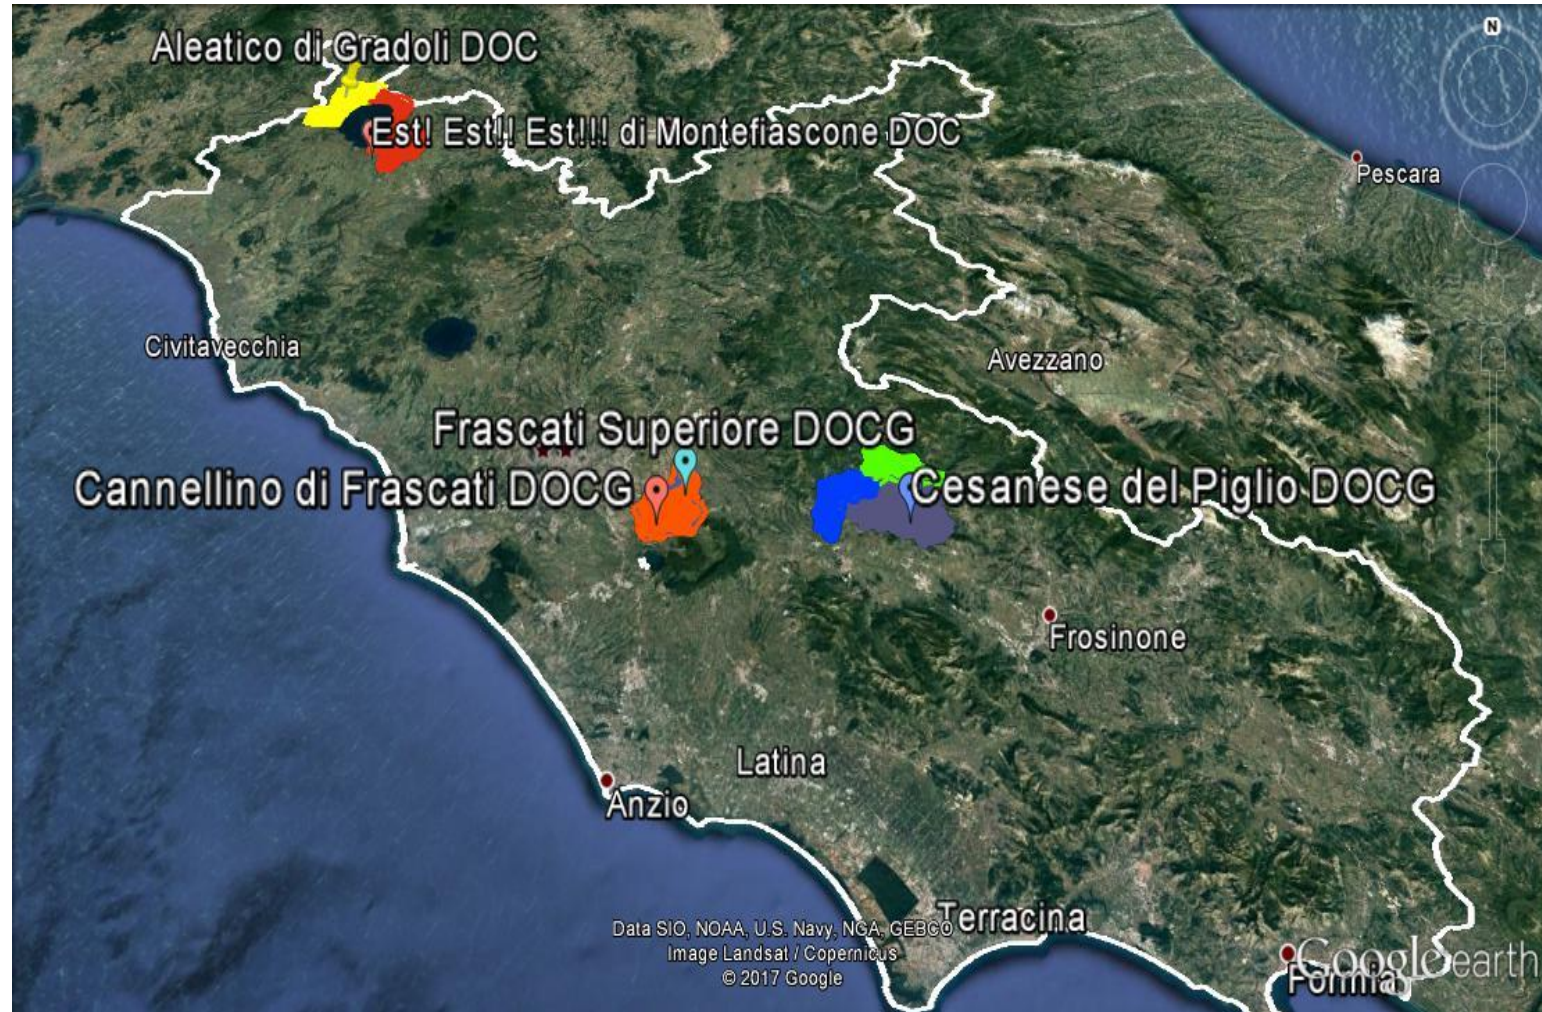 Aleatico di Gradoli DOC
N
Est! Est!! Est!!! di Montefiascone DOC
Pescara
Civitavecchia
Avezzano
Frascati Superiore DOCG
Cannellino di Frascati DOCG
Cesanese del Piglio DOCG
Frosinone
Latina
Anzio
Terracina
Data SIO, NOAA, U.S. Navy, NGA, GEBCO
Image Landsat / Copernicus
© 2017 Google
Google earth
Formia